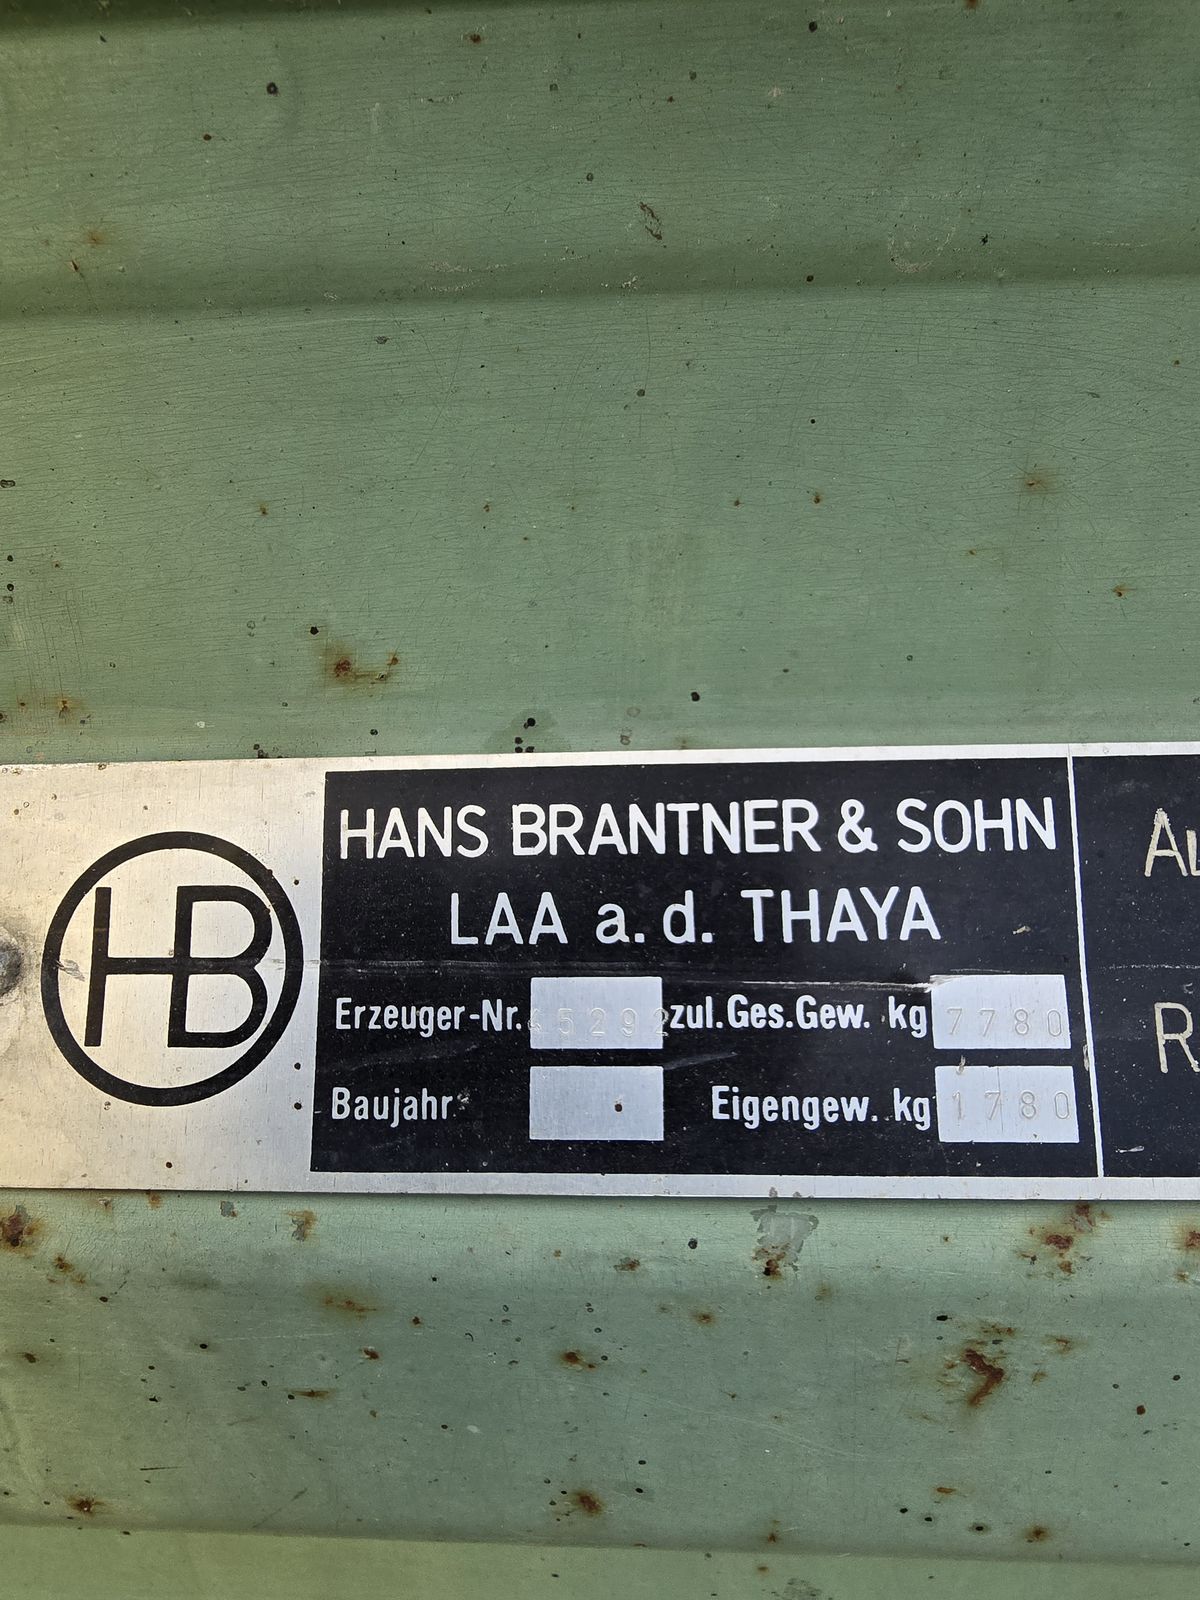 HB
HANS BRANTNER & SOHN
LAA a. d. THAYA
Erzeuger-Nr. 45292 zul. Ges. Gew. kg 7780
Baujahr Eigengew. kg 1780